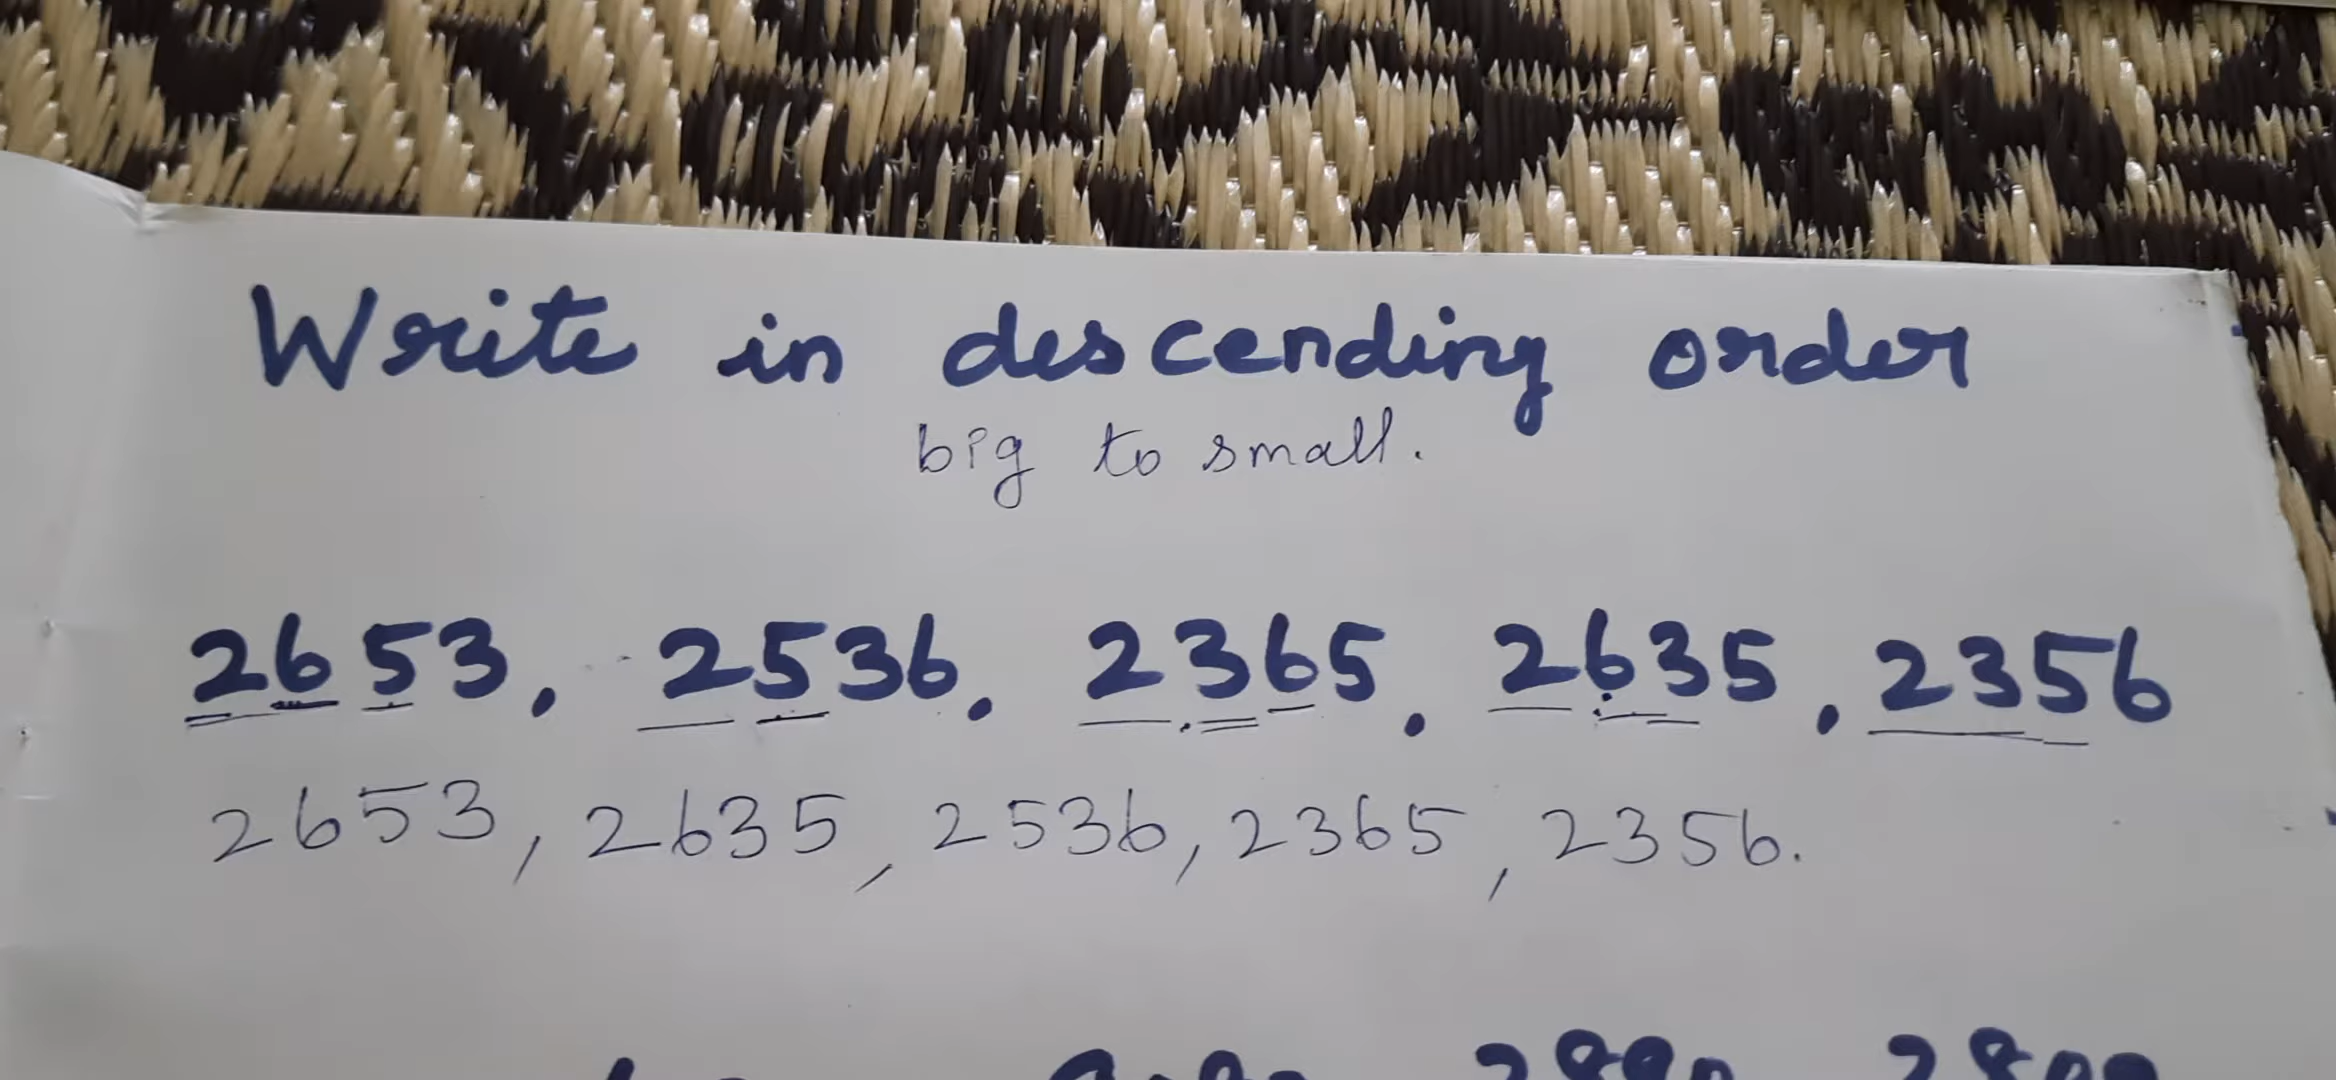 Write in descending order
big to small.
2653, 2536, 2365, 2635, 2356
2653, 2635, 2536, 2365, 2356.